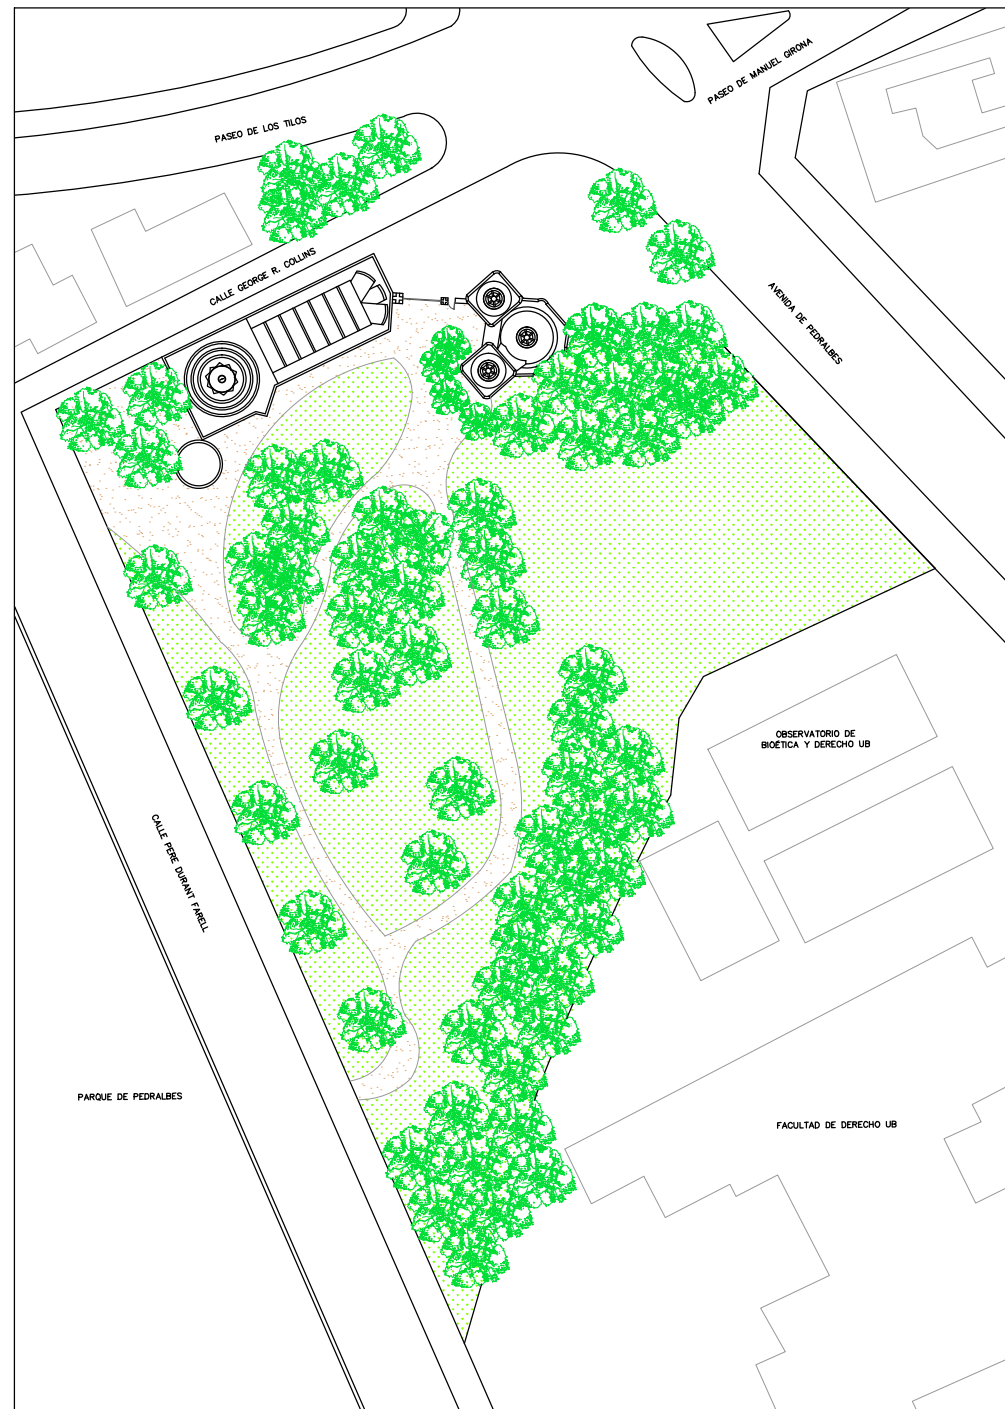 PASEO DE MANUEL GIRONA
PASEO DE LOS TILOS
CALLE GEORGE R. COLLINS
AVENIDA DE PEDRALBES
OBSERVATORIO DE
BIOÉTICA Y DERECHO UB
CALLE PERE DURANT FARELL
PARQUE DE PEDRALBES
FACULTAD DE DERECHO UB